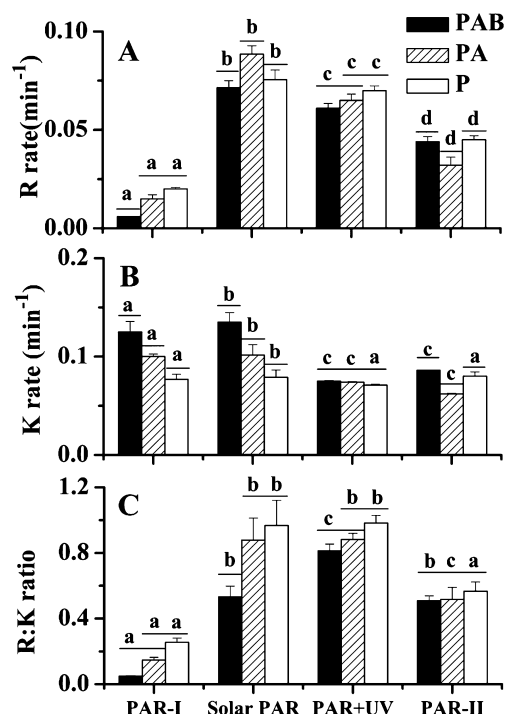 PAB
PA
P
A
R rate(min⁻¹)
0.10
0.05
0.00
a a a
b b b
c c c
d d d
B
K rate (min⁻¹)
0.2
0.1
0.0
a a a
b b b
c c a
c c a
C
R:K ratio
1.2
0.8
0.4
0.0
a a a
b b b
c b b
b c a
PAR-I Solar PAR PAR+UV PAR-II